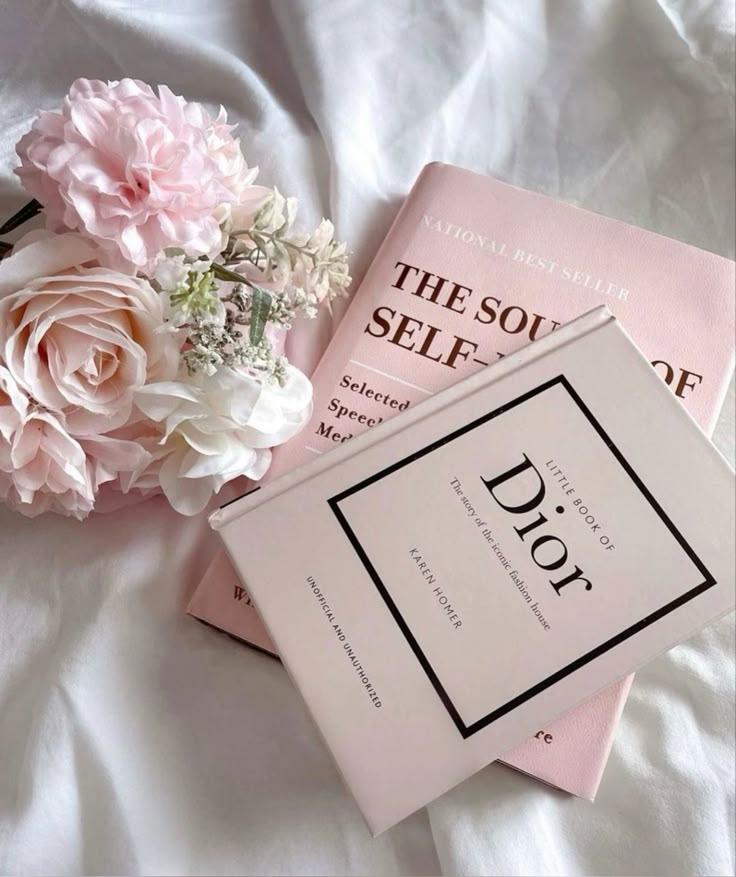 NATIONAL BEST SELLER
THE SOU OF
SELF-
Selected
Speec
Med
re
LITTLE BOOK OF
Dior
The story of the iconic fashion house
KAREN HOMER
UNOFFICIAL AND UNAUTHORIZED